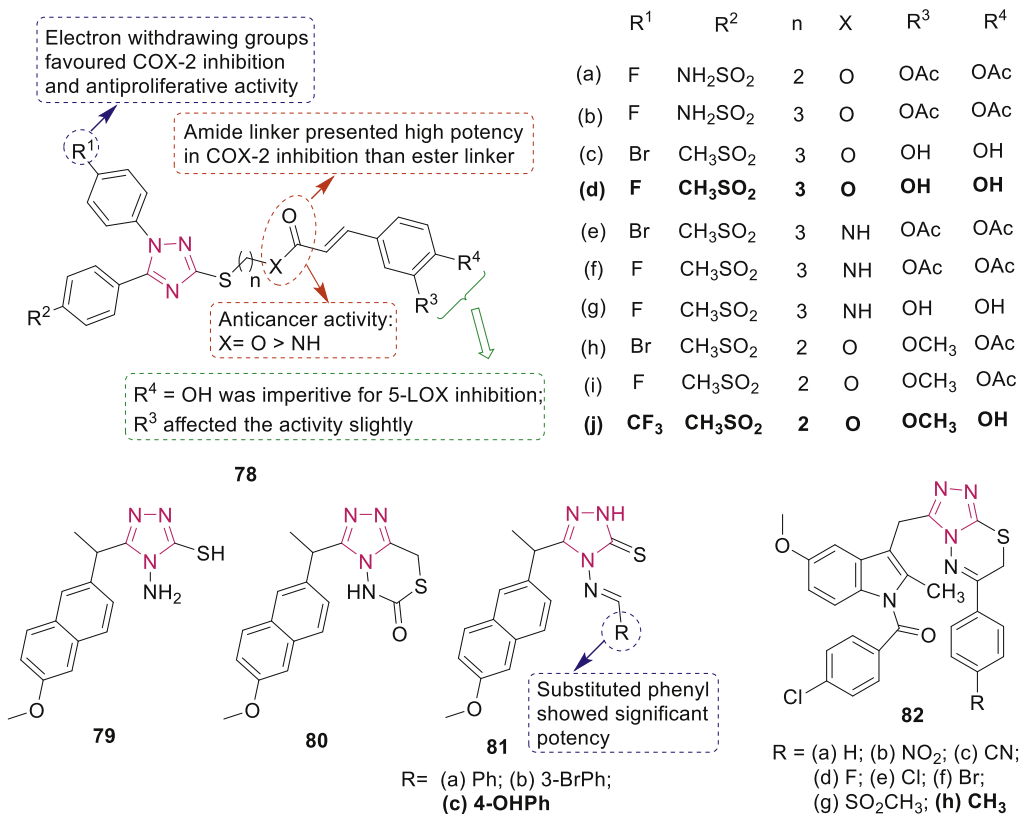 Electron withdrawing groups
favoured COX-2 inhibition
and antiproliferative activity
Amide linker presented high potency
in COX-2 inhibition than ester linker
R¹
N
N
N
R²
S
( )n
X
O
R⁴
R³
Anticancer activity:
X= O > NH
R⁴ = OH was imperitive for 5-LOX inhibition;
R³ affected the activity slightly
78
R¹ R² n X R³ R⁴
(a) F NH₂SO₂ 2 O OAc OAc
(b) F NH₂SO₂ 3 O OAc OAc
(c) Br CH₃SO₂ 3 O OH OH
(d) F CH₃SO₂ 3 O OH OH
(e) Br CH₃SO₂ 3 NH OAc OAc
(f) F CH₃SO₂ 3 NH OAc OAc
(g) F CH₃SO₂ 3 NH OH OH
(h) Br CH₃SO₂ 2 O OCH₃ OAc
(i) F CH₃SO₂ 2 O OCH₃ OAc
(j) CF₃ CH₃SO₂ 2 O OCH₃ OH
N N
N
SH
NH₂
O
79
N N
N
HN
S
O
O
80
N NH
N
S
N
R
O
Substituted phenyl
showed significant
potency
81
R= (a) Ph; (b) 3-BrPh;
(c) 4-OHPh
N N
N
S
N
O
CH₃
N
O
Cl
R
82
R = (a) H; (b) NO₂; (c) CN;
(d) F; (e) Cl; (f) Br;
(g) SO₂CH₃; (h) CH₃